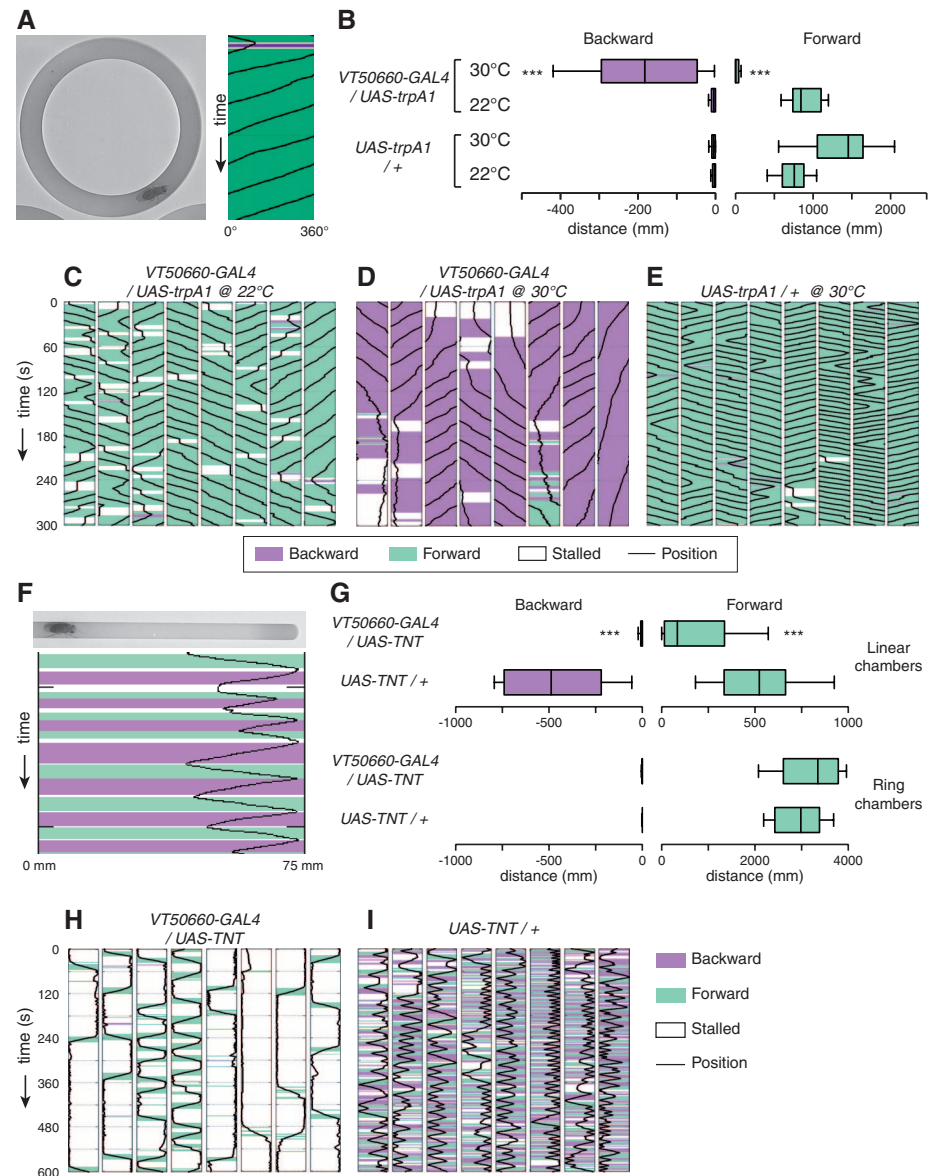 A
time
0°
360°
B
Backward
Forward
VT50660-GAL4
/ UAS-trpA1
30°C
***
***
22°C
UAS-trpA1
/ +
30°C
22°C
-400
-200
0
0
1000
2000
distance (mm)
distance (mm)
C
VT50660-GAL4
/ UAS-trpA1 @ 22°C
D
VT50660-GAL4
/ UAS-trpA1 @ 30°C
E
UAS-trpA1 / + @ 30°C
time (s)
0
60
120
180
240
300
Backward
Forward
Stalled
Position
F
time
0 mm
75 mm
G
Backward
Forward
VT50660-GAL4
/ UAS-TNT
***
***
Linear
chambers
UAS-TNT / +
-1000
-500
0
0
500
1000
VT50660-GAL4
/ UAS-TNT
Ring
chambers
UAS-TNT / +
-1000
-500
0
0
2000
4000
distance (mm)
distance (mm)
H
VT50660-GAL4
/ UAS-TNT
I
UAS-TNT / +
time (s)
0
120
240
360
480
600
Backward
Forward
Stalled
Position